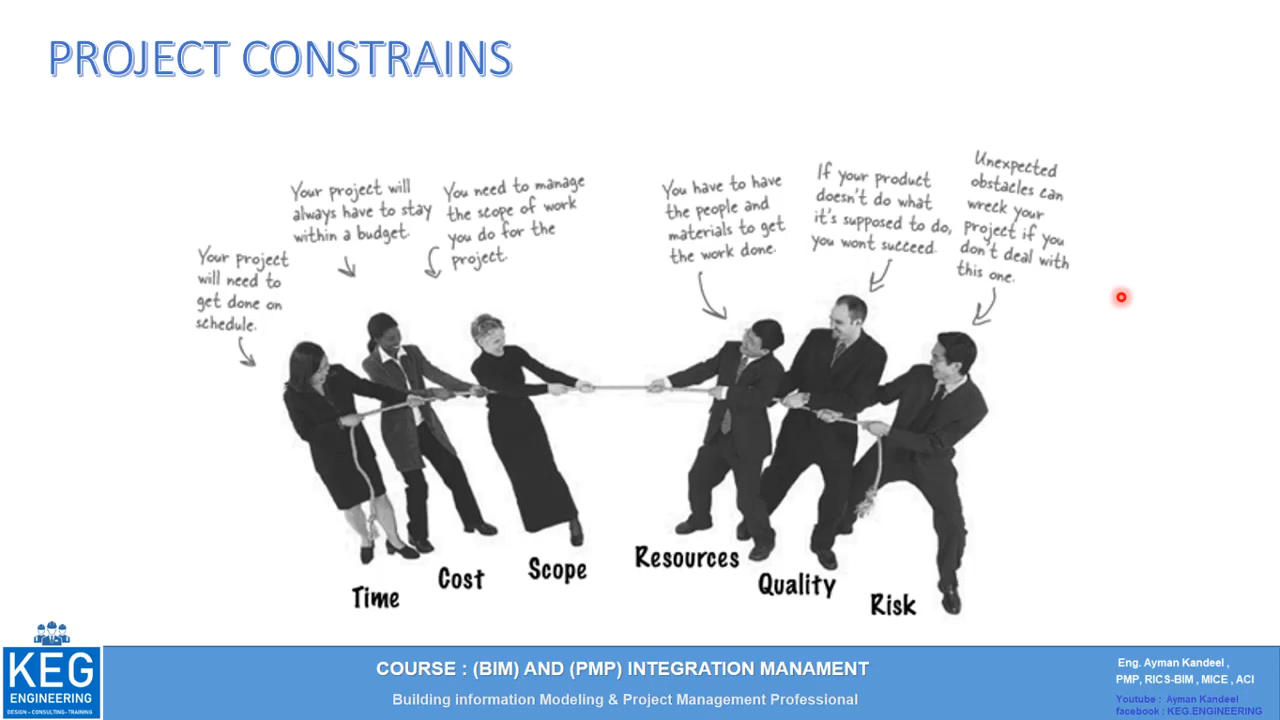 PROJECT CONSTRAINS
Your project
will need to
get done on
schedule.
Your project will
always have to stay
within a budget.
You need to manage
the scope of work
you do for the
project.
You have to have
the people and
materials to get
the work done.
If your product
doesn't do what
it's supposed to do,
you wont succeed.
Unexpected
obstacles can
wreck your
project if you
don't deal with
this one.
Time
Cost
Scope
Resources
Quality
Risk
KEG
ENGINEERING
DESIGN - CONSULTING - TRAINING
COURSE : (BIM) AND (PMP) INTEGRATION MANAMENT
Building information Modeling & Project Management Professional
Eng. Ayman Kandeel ,
PMP, RICS-BIM , MICE , ACI
Youtube : Ayman Kandeel
facebook : KEG.ENGINEERING